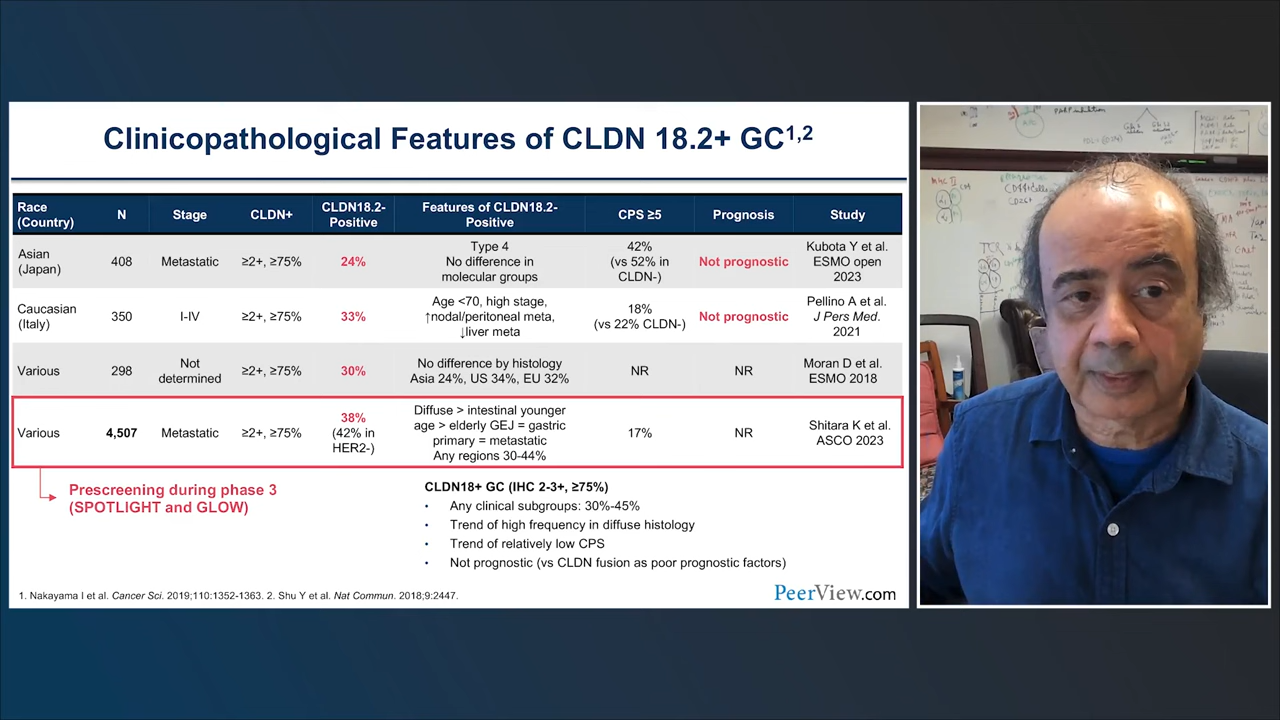 Clinicopathological Features of CLDN 18.2+ GC1,2
Race (Country) N Stage CLDN+ CLDN18.2-Positive Features of CLDN18.2-Positive CPS ≥5 Prognosis Study
Asian (Japan) 408 Metastatic ≥2+, ≥75% 24% Type 4 No difference in molecular groups 42% (vs 52% in CLDN-) Not prognostic Kubota Y et al. ESMO open 2023
Caucasian (Italy) 350 I-IV ≥2+, ≥75% 33% Age <70, high stage, ↑nodal/peritoneal meta, ↓liver meta 18% (vs 22% CLDN-) Not prognostic Pellino A et al. J Pers Med. 2021
Various 298 Not determined ≥2+, ≥75% 30% No difference by histology Asia 24%, US 34%, EU 32% NR NR Moran D et al. ESMO 2018
Various 4,507 Metastatic ≥2+, ≥75% 38% (42% in HER2-) Diffuse > intestinal younger age > elderly GEJ = gastric primary = metastatic Any regions 30-44% 17% NR Shitara K et al. ASCO 2023
Prescreening during phase 3
(SPOTLIGHT and GLOW)
CLDN18+ GC (IHC 2-3+, ≥75%)
• Any clinical subgroups: 30%-45%
• Trend of high frequency in diffuse histology
• Trend of relatively low CPS
• Not prognostic (vs CLDN fusion as poor prognostic factors)
1. Nakayama I et al. Cancer Sci. 2019;110:1352-1363. 2. Shu Y et al. Nat Commun. 2018;9:2447.
PeerView.com